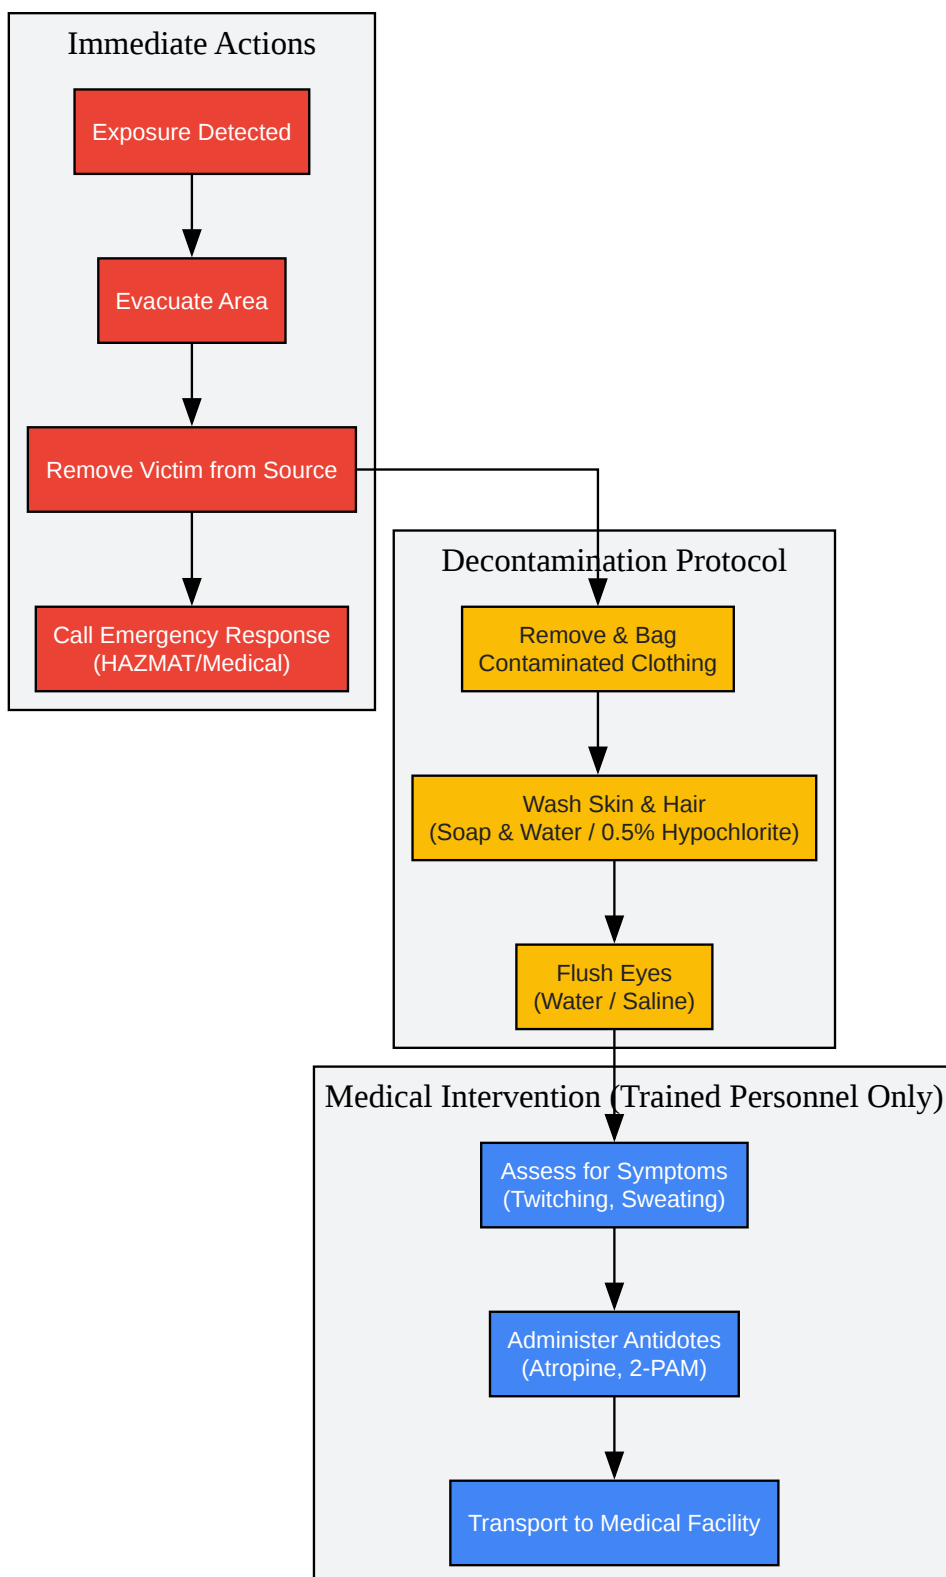 Immediate Actions
Exposure Detected
Evacuate Area
Remove Victim from Source
Call Emergency Response
(HAZMAT/Medical)
Decontamination Protocol
Remove & Bag
Contaminated Clothing
Wash Skin & Hair
(Soap & Water / 0.5% Hypochlorite)
Flush Eyes
(Water / Saline)
Medical Intervention (Trained Personnel Only)
Assess for Symptoms
(Twitching, Sweating)
Administer Antidotes
(Atropine, 2-PAM)
Transport to Medical Facility